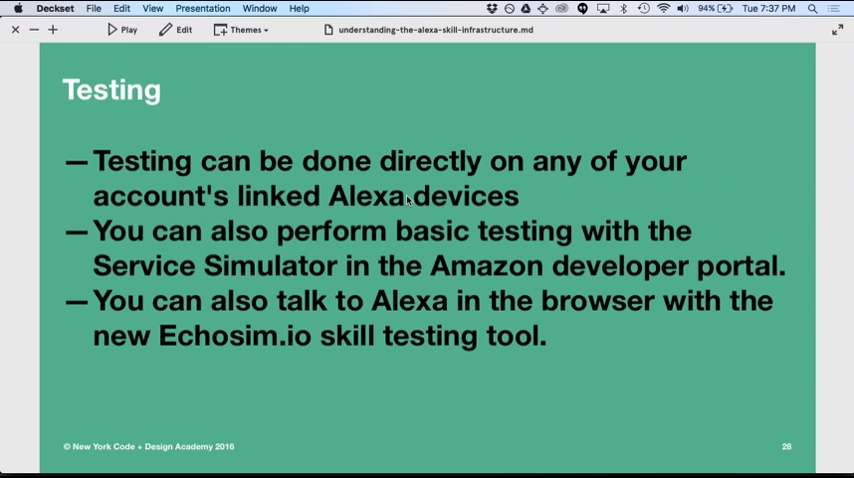 Deckset File Edit View Presentation Window Help 94% Tue 7:37 PM
Play Edit Themes understanding-the-alexa-skill-infrastructure.md
Testing
— Testing can be done directly on any of your
account's linked Alexa devices
— You can also perform basic testing with the
Service Simulator in the Amazon developer portal.
— You can also talk to Alexa in the browser with the
new Echosim.io skill testing tool.
© New York Code + Design Academy 2016 28